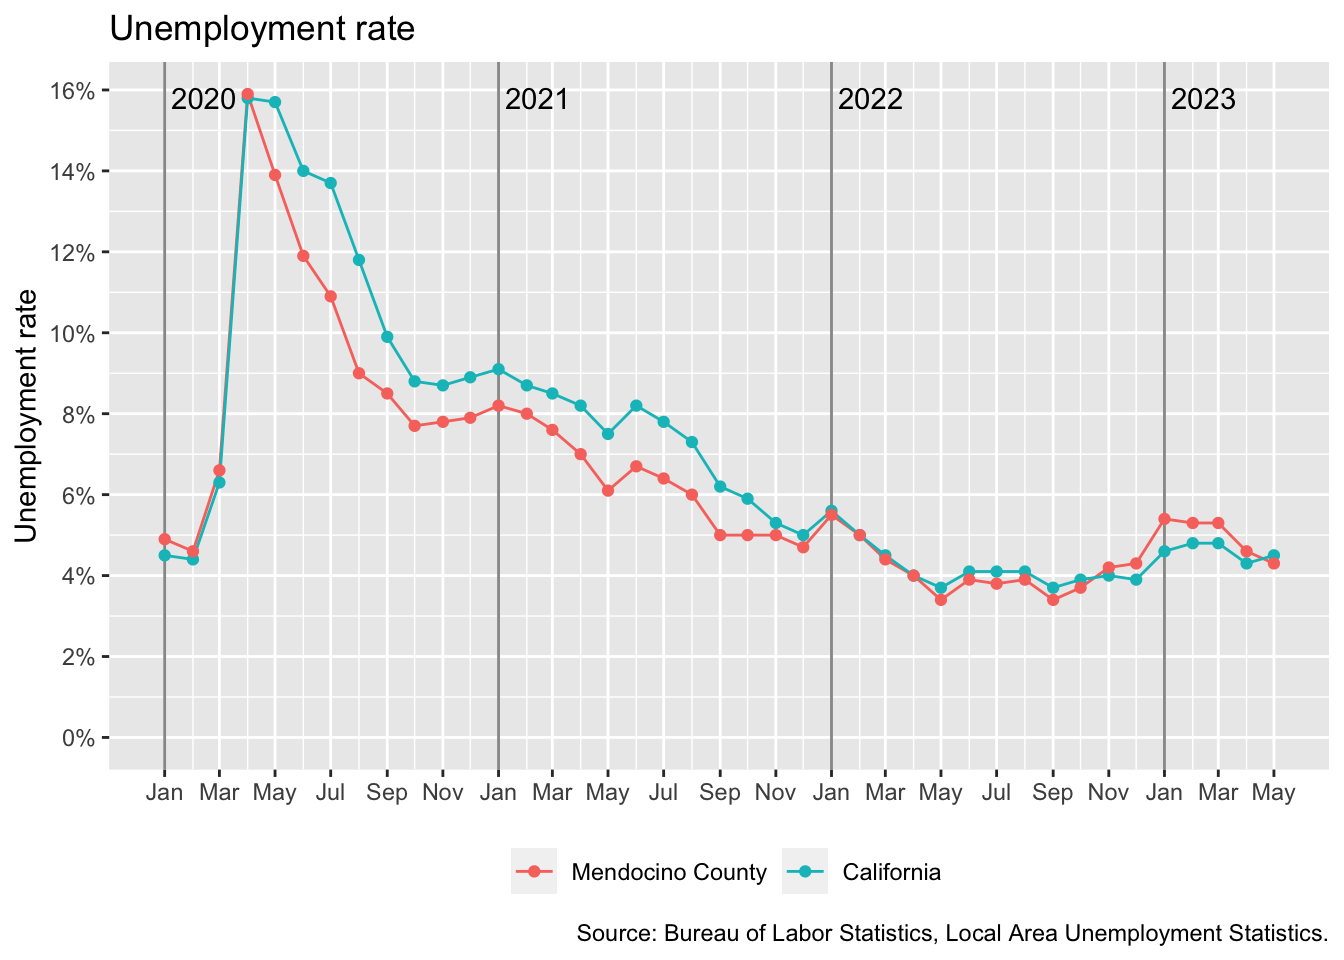 Unemployment rate
Unemployment rate
16%
14%
12%
10%
8%
6%
4%
2%
0%
2020
2021
2022
2023
Jan Mar May Jul Sep Nov Jan Mar May Jul Sep Nov Jan Mar May Jul Sep Nov Jan Mar May
Mendocino County California
Source: Bureau of Labor Statistics, Local Area Unemployment Statistics.